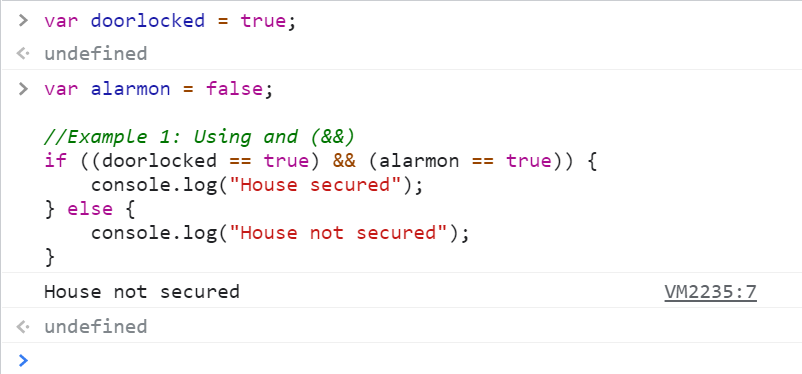 > var doorlocked = true;
<· undefined
> var alarmon = false;
//Example 1: Using and (&&)
if ((doorlocked == true) && (alarmon == true)) {
    console.log("House secured");
} else {
    console.log("House not secured");
}
House not secured VM2235:7
<· undefined
>